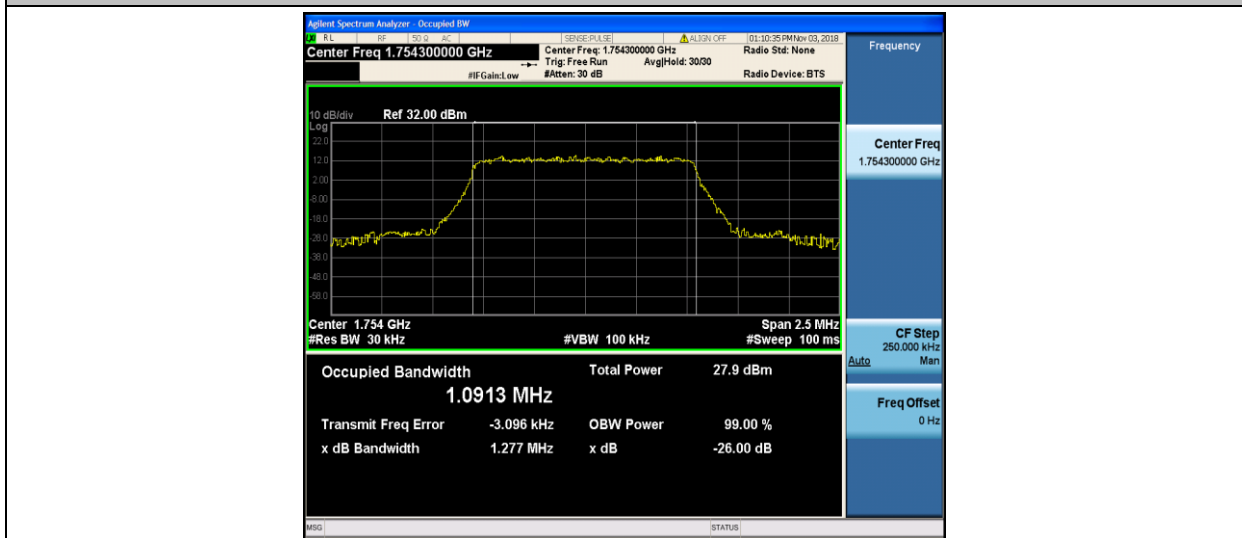 Agilent Spectrum Analyzer - Occupied BW
RL RF 50 Ω AC SENSE:PULSE ALIGN OFF 01:10:35 PM Nov 03, 2018
Center Freq 1.754300000 GHz
Center Freq: 1.754300000 GHz
Radio Std: None
Trig: Free Run Avg|Hold: 30/30
#IFGain:Low
#Atten: 30 dB
Radio Device: BTS
Frequency
10 dB/div Ref 32.00 dBm
Log
22.0
12.0
2.00
-8.00
-18.0
-28.0
-38.0
-48.0
-58.0
Center 1.754 GHz
Span 2.5 MHz
#Res BW 30 kHz
#VBW 100 kHz
#Sweep 100 ms
Occupied Bandwidth
1.0913 MHz
Total Power 27.9 dBm
Transmit Freq Error -3.096 kHz
OBW Power 99.00 %
x dB Bandwidth 1.277 MHz
x dB -26.00 dB
Center Freq
1.754300000 GHz
CF Step
250.000 kHz
Auto Man
Freq Offset
0 Hz
MSG
STATUS